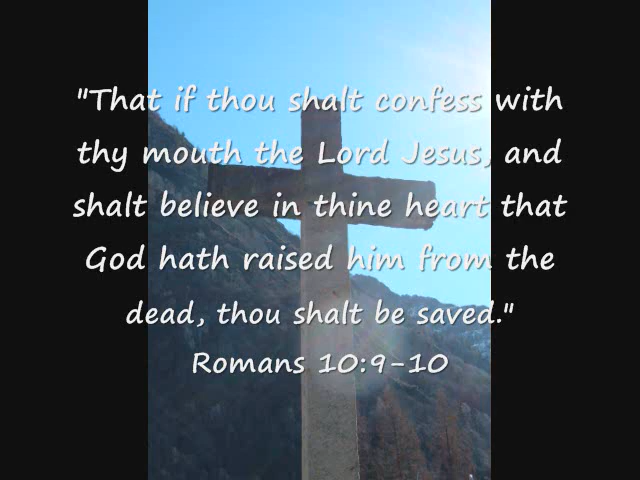 "That if thou shalt confess with
thy mouth the Lord Jesus, and
shalt believe in thine heart that
God hath raised him from the
dead, thou shalt be saved."
Romans 10:9-10